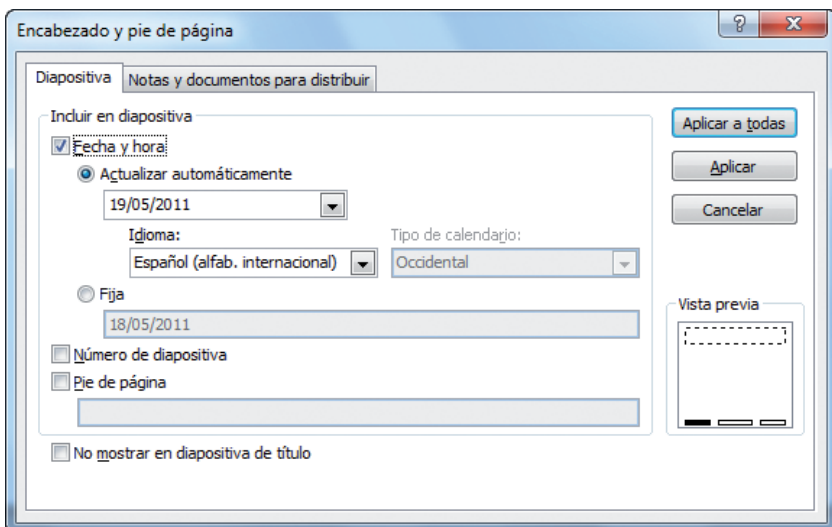 Encabezado y pie de página
Diapositiva Notas y documentos para distribuir
Incluir en diapositiva
Fecha y hora
Actualizar automáticamente
19/05/2011
Idioma: Tipo de calendario:
Español (alfab. internacional) Occidental
Fija
18/05/2011
Número de diapositiva
Pie de página
No mostrar en diapositiva de título
Aplicar a todas
Aplicar
Cancelar
Vista previa